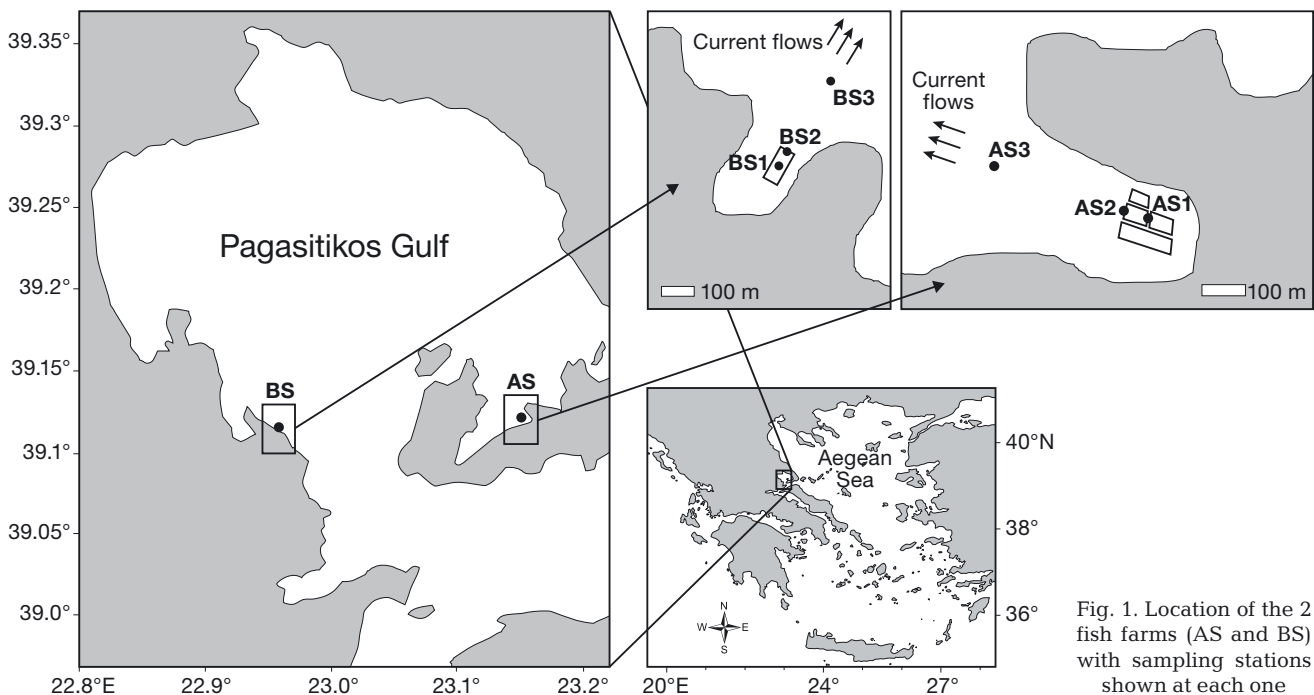 39.35°
39.3°
39.25°
39.2°
39.15°
39.1°
39.05°
39.0°
22.8°E
22.9°
23.0°
23.1°
23.2°
Pagasitikos Gulf
BS
AS
Current flows
BS3
BS2
BS1
100 m
Current
flows
AS3
AS2
AS1
100 m
Aegean
Sea
40°N
38°
36°
20°E
24°
27°
N
W
E
S
Fig. 1. Location of the 2
fish farms (AS and BS)
with sampling stations
shown at each one